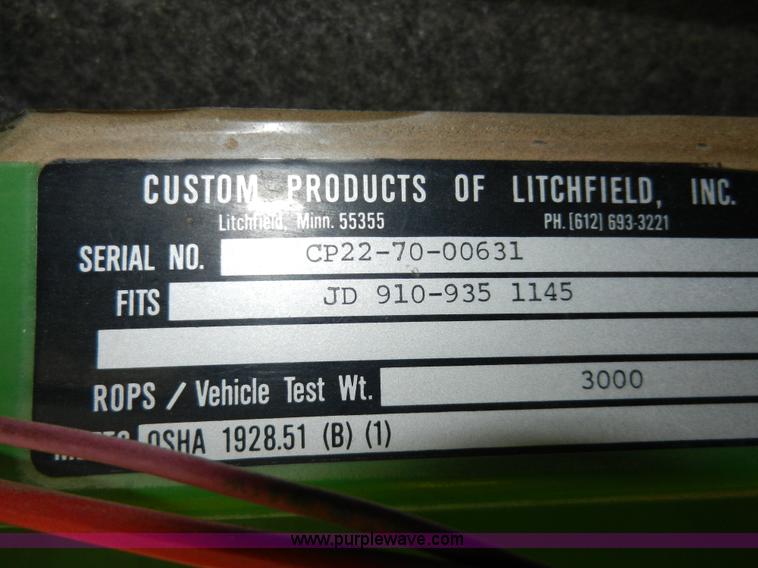 CUSTOM PRODUCTS OF LITCHFIELD, INC.
Litchfield, Minn. 55355 PH. [612] 693-3221
SERIAL NO. CP22-70-00631
FITS JD 910-935 1145
ROPS / Vehicle Test Wt. 3000
OSHA 1928.51 (B) (1)
www.purplewave.com